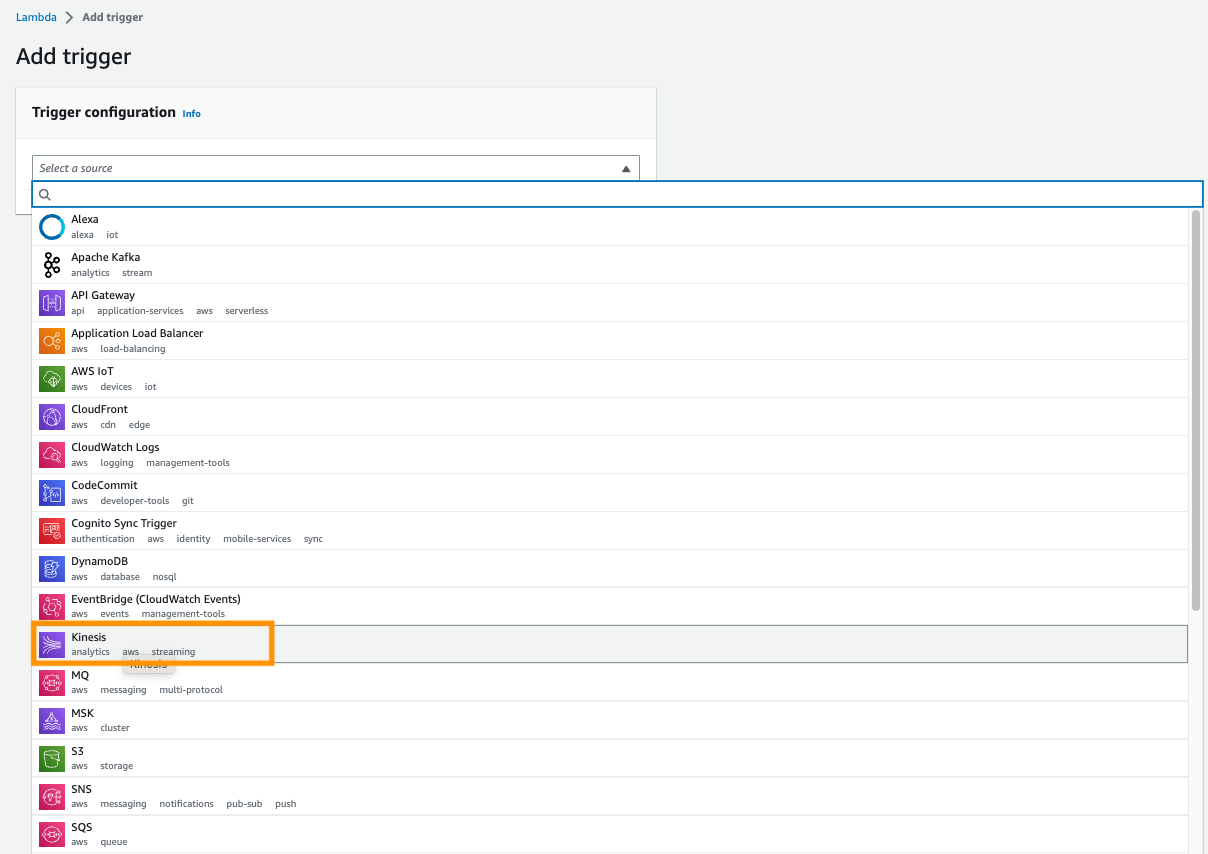 Lambda > Add trigger
Add trigger
Trigger configuration Info
Select a source
Alexa
alexa iot
Apache Kafka
analytics stream
API Gateway
api application-services aws serverless
Application Load Balancer
aws load-balancing
AWS IoT
aws devices iot
CloudFront
aws cdn edge
CloudWatch Logs
aws logging management-tools
CodeCommit
aws developer-tools git
Cognito Sync Trigger
authentication aws identity mobile-services sync
DynamoDB
aws database nosql
EventBridge (CloudWatch Events)
aws events management-tools
Kinesis
analytics aws streaming
Kinesis
MQ
aws messaging multi-protocol
MSK
aws cluster
S3
aws storage
SNS
aws messaging notifications pub-sub push
SQS
aws queue